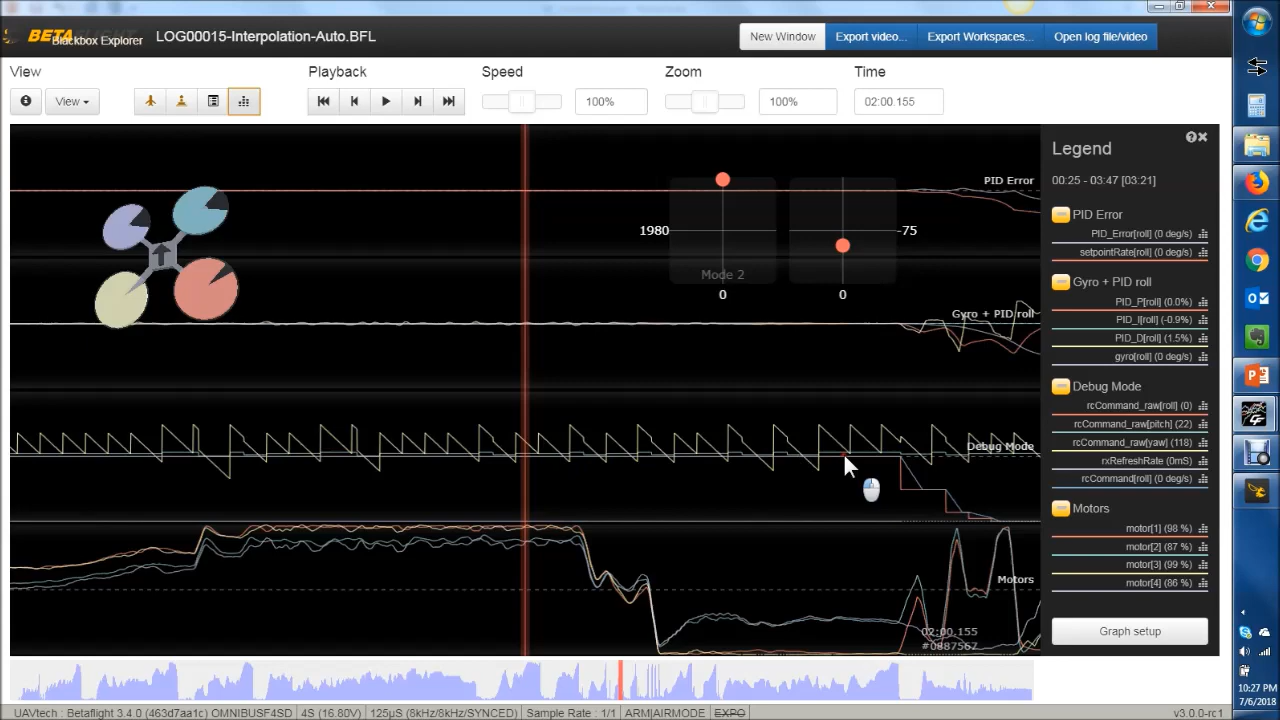 BETAFLIGHT
Blackbox Explorer
LOG00015-Interpolation-Auto.BFL
New Window
Export video...
Export Workspaces...
Open log file/video
View
Playback
Speed
Zoom
Time
View
100%
100%
02:00.155
Legend
00:25 - 03:47 [03:21]
PID Error
PID_Error[roll] (0 deg/s)
setpointRate[roll] (0 deg/s)
Gyro + PID roll
PID_P[roll] (0.0%)
PID_I[roll] (-0.9%)
PID_D[roll] (1.5%)
gyro[roll] (0 deg/s)
Debug Mode
rcCommand_raw[roll] (0)
rcCommand_raw[pitch] (22)
rcCommand_raw[yaw] (118)
rxRefreshRate (0mS)
rcCommand[roll] (0 deg/s)
Motors
motor[1] (98 %)
motor[2] (87 %)
motor[3] (99 %)
motor[4] (86 %)
Graph setup
PID Error
1980
-75
Mode 2
0
0
Gyro + PID roll
Debug Mode
Motors
02:00.155
#0887567
UAVtech : Betaflight 3.4.0 (463d7aa1c) OMNIBUSF4SD
4S (16.80V)
125µS (8kHz/8kHz/SYNCED)
Sample Rate : 1/1
ARM|AIRMODE
EXPO
v3.0.0-rc1
10:27 PM
7/6/2018